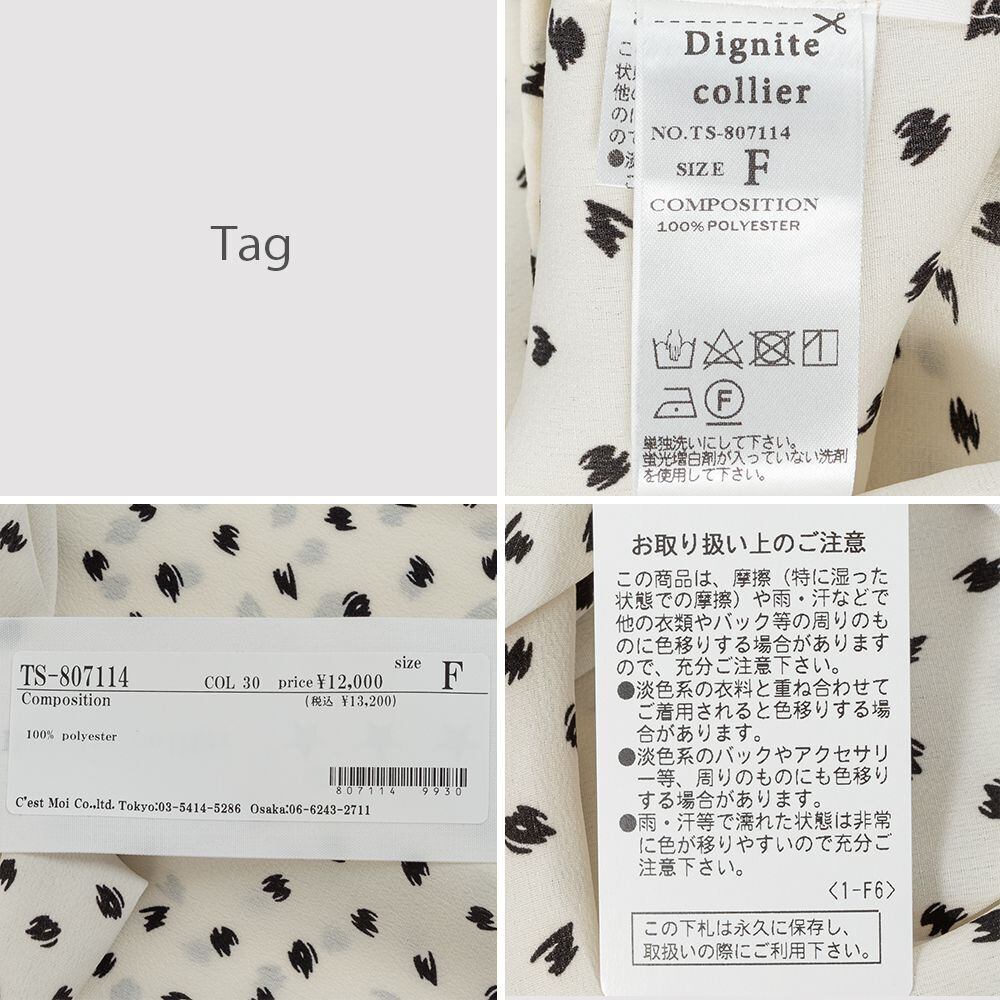 Tag
Dignite
collier
NO.TS-807114
SIZE F
COMPOSITION
100%POLYESTER
F
単独洗いにして下さい。
蛍光増白剤が入っていない洗剤
を使用して下さい。
こ
状
他
の
ので
TS-807114 COL 30 price ¥12,000 size F
Composition (税込 ¥13,200)
100% polyester
807114 9930
C'est Moi Co.,ltd. Tokyo:03-5414-5286 Osaka:06-6243-2711
お取り扱い上のご注意
この商品は、摩擦（特に湿った
状態での摩擦）や雨・汗などで
他の衣類やバック等の周りのも
のに色移りする場合があります
ので、充分ご注意下さい。
●淡色系の衣料と重ね合わせて
ご着用されると色移りする場
合があります。
●淡色系のバックやアクセサリ
ー等、周りのものにも色移り
する場合があります。
●雨・汗等で濡れた状態は非常
に色が移りやすいので充分ご
注意下さい。
〈1-F6〉
この下札は永久に保存し、
取扱いの際にご利用下さい。